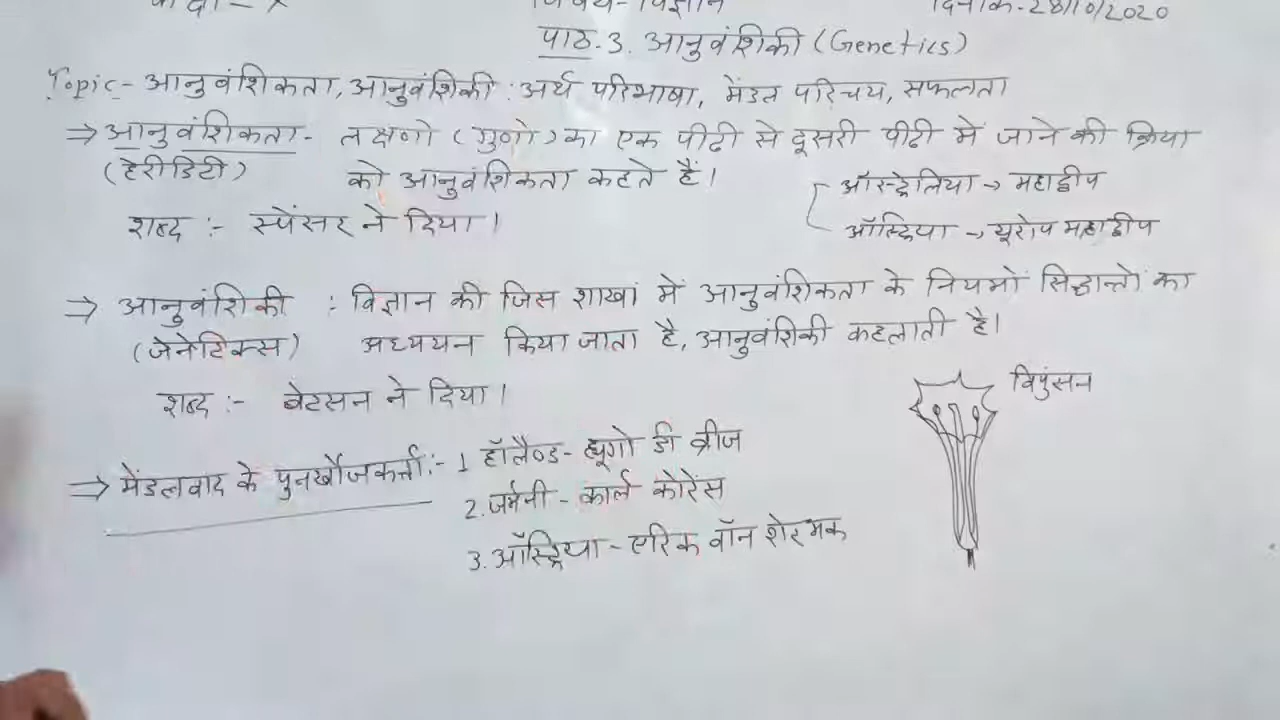 कक्षा - X विषय - विज्ञान दिनांक-28/10/2020
पाठ.3. आनुवंशिकी (Genetics)
Topic - आनुवंशिकता, आनुवंशिकी : अर्थ परिभाषा, मेंडल परिचय, सफलता
⇒ आनुवंशिकता - लक्षणो (गुणो) का एक पीढी से दूसरी पीढी में जाने की क्रिया
(हेरीडिटी) को आनुवंशिकता कहते हैं।
ऑस्ट्रेलिया → महाद्वीप
शब्द :- स्पेंसर ने दिया।
ऑस्ट्रिया → यूरोप महाद्वीप
⇒ आनुवंशिकी : विज्ञान की जिस शाखा में आनुवंशिकता के नियमों सिद्धान्तो का
(जेनेटिक्स) अध्ययन किया जाता है, आनुवंशिकी कहलाती है।
विपुंसन
शब्द :- बेटसन ने दिया।
⇒ मेंडलवाद के पुनर्खोजकर्त्ता :- 1 हॉलैण्ड - ह्यूगो डी व्रीज
2. जर्मनी - कार्ल कोरेंस
3. ऑस्ट्रिया - एरिक वॉन शेरमक